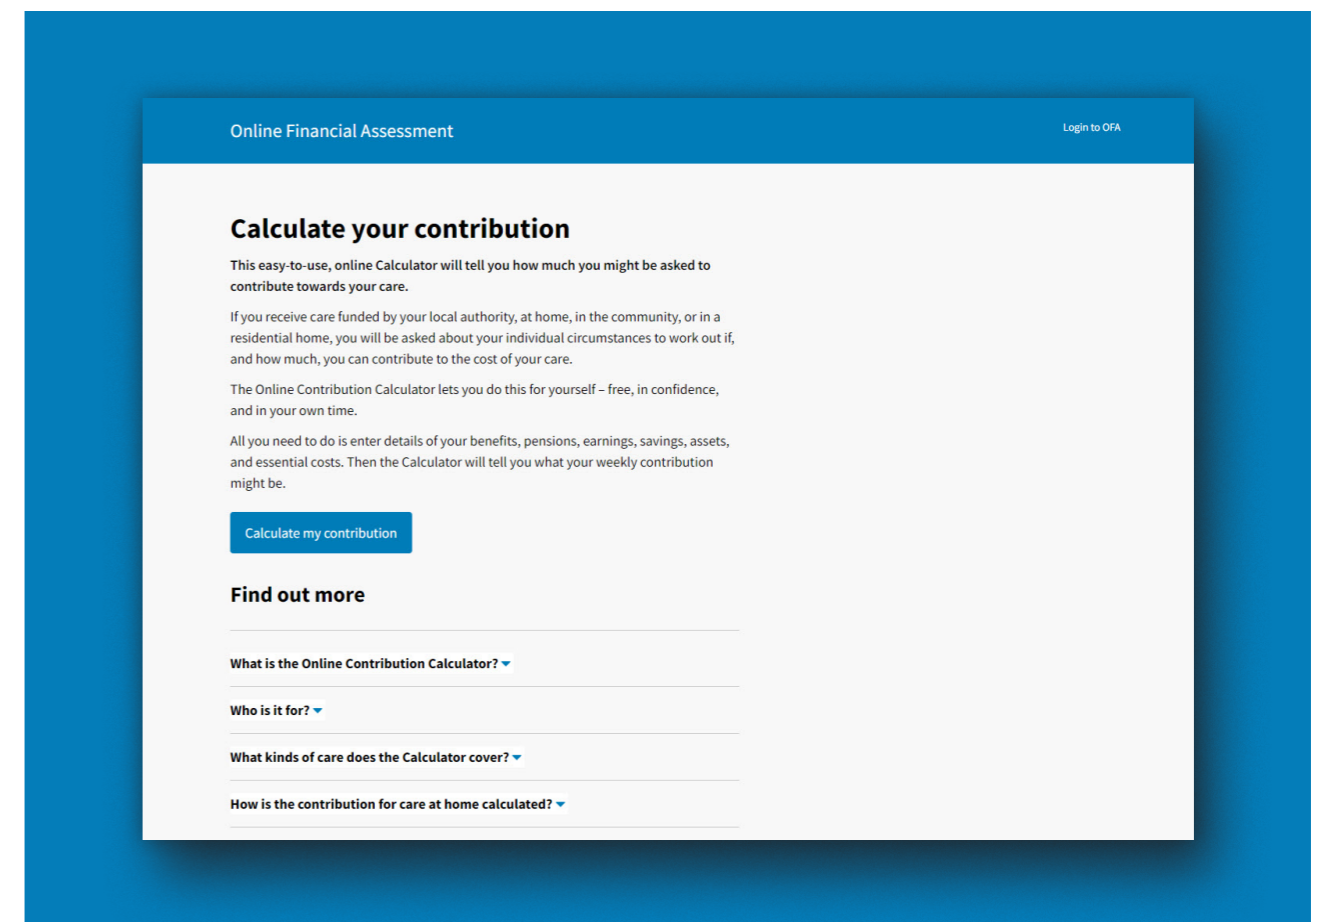 Online Financial Assessment
Login to OFA
Calculate your contribution
This easy-to-use, online Calculator will tell you how much you might be asked to
contribute towards your care.
If you receive care funded by your local authority, at home, in the community, or in a
residential home, you will be asked about your individual circumstances to work out if,
and how much, you can contribute to the cost of your care.
The Online Contribution Calculator lets you do this for yourself – free, in confidence,
and in your own time.
All you need to do is enter details of your benefits, pensions, earnings, savings, assets,
and essential costs. Then the Calculator will tell you what your weekly contribution
might be.
Calculate my contribution
Find out more
What is the Online Contribution Calculator?
Who is it for?
What kinds of care does the Calculator cover?
How is the contribution for care at home calculated?